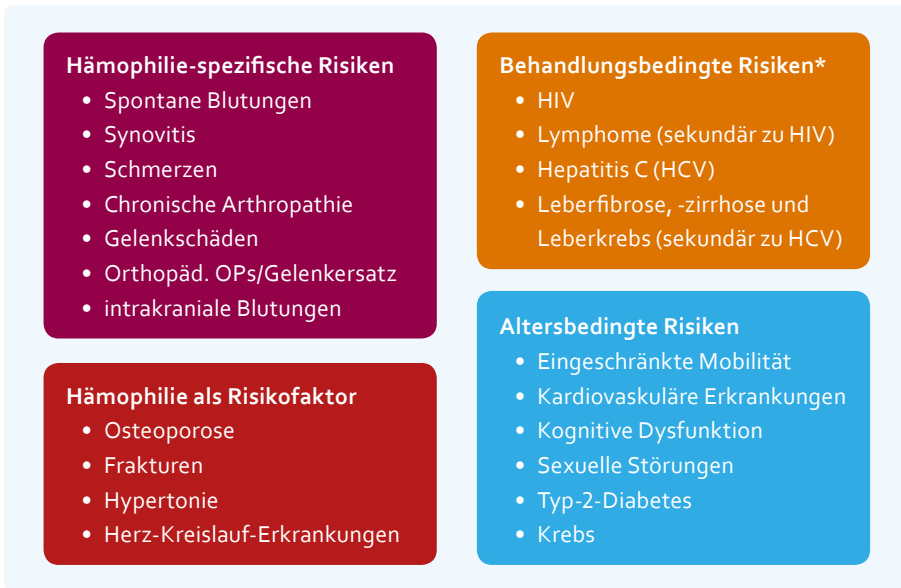 Hämophilie-spezifische Risiken
• Spontane Blutungen
• Synovitis
• Schmerzen
• Chronische Arthropathie
• Gelenkschäden
• Orthopäd. OPs/Gelenkersatz
• intrakraniale Blutungen
Hämophilie als Risikofaktor
• Osteoporose
• Frakturen
• Hypertonie
• Herz-Kreislauf-Erkrankungen
Behandlungsbedingte Risiken*
• HIV
• Lymphome (sekundär zu HIV)
• Hepatitis C (HCV)
• Leberfibrose, -zirrhose und
Leberkrebs (sekundär zu HCV)
Altersbedingte Risiken
• Eingeschränkte Mobilität
• Kardiovaskuläre Erkrankungen
• Kognitive Dysfunktion
• Sexuelle Störungen
• Typ-2-Diabetes
• Krebs